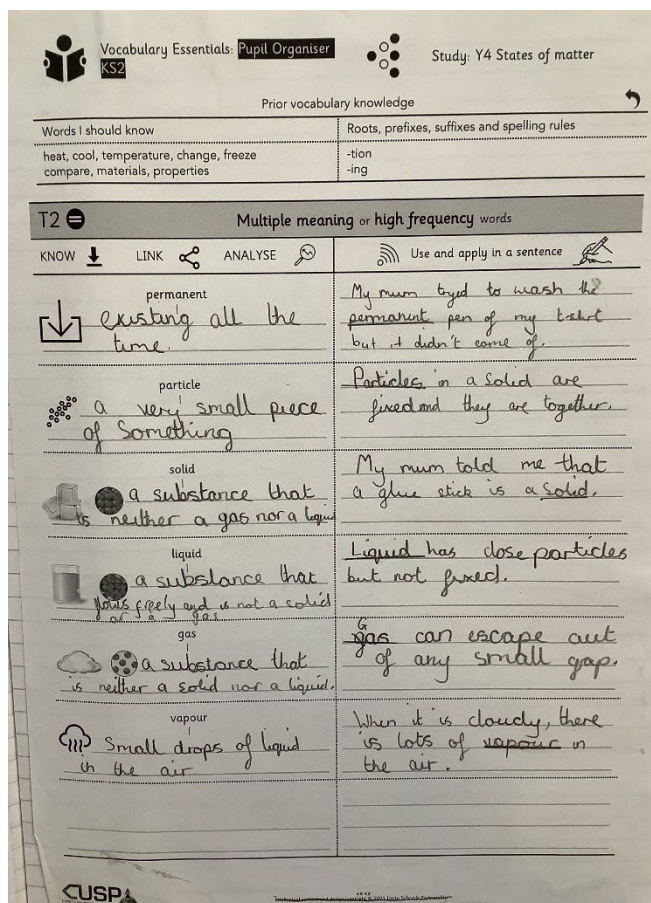 Vocabulary Essentials: Pupil Organiser
KS2
Study: Y4 States of matter
Prior vocabulary knowledge
Words I should know
Roots, prefixes, suffixes and spelling rules
heat, cool, temperature, change, freeze
compare, materials, properties
-tion
-ing
T2
Multiple meaning or high frequency words
KNOW LINK ANALYSE
Use and apply in a sentence
permanent
existing all the
time.
My mum tryed to wash the
permanent pen of my t-shirt
but it didn't come of.
particle
a very small piece
of Something
Particles in a Solid are
fixed and they are together.
solid
a substance that
is neither a gas nor a liquid
My mum told me that
a glue stick is a Solid.
liquid
a substance that
flows freely and is not a solid
or a gas
Liquid has close particles
but not fixed.
gas
a substance that
is neither a solid nor a liquid.
Gas can escape out
of any small gap.
vapour
Small drops of liquid
in the air
When it is cloudy, there
is lots of vapour in
the air.
CUSP